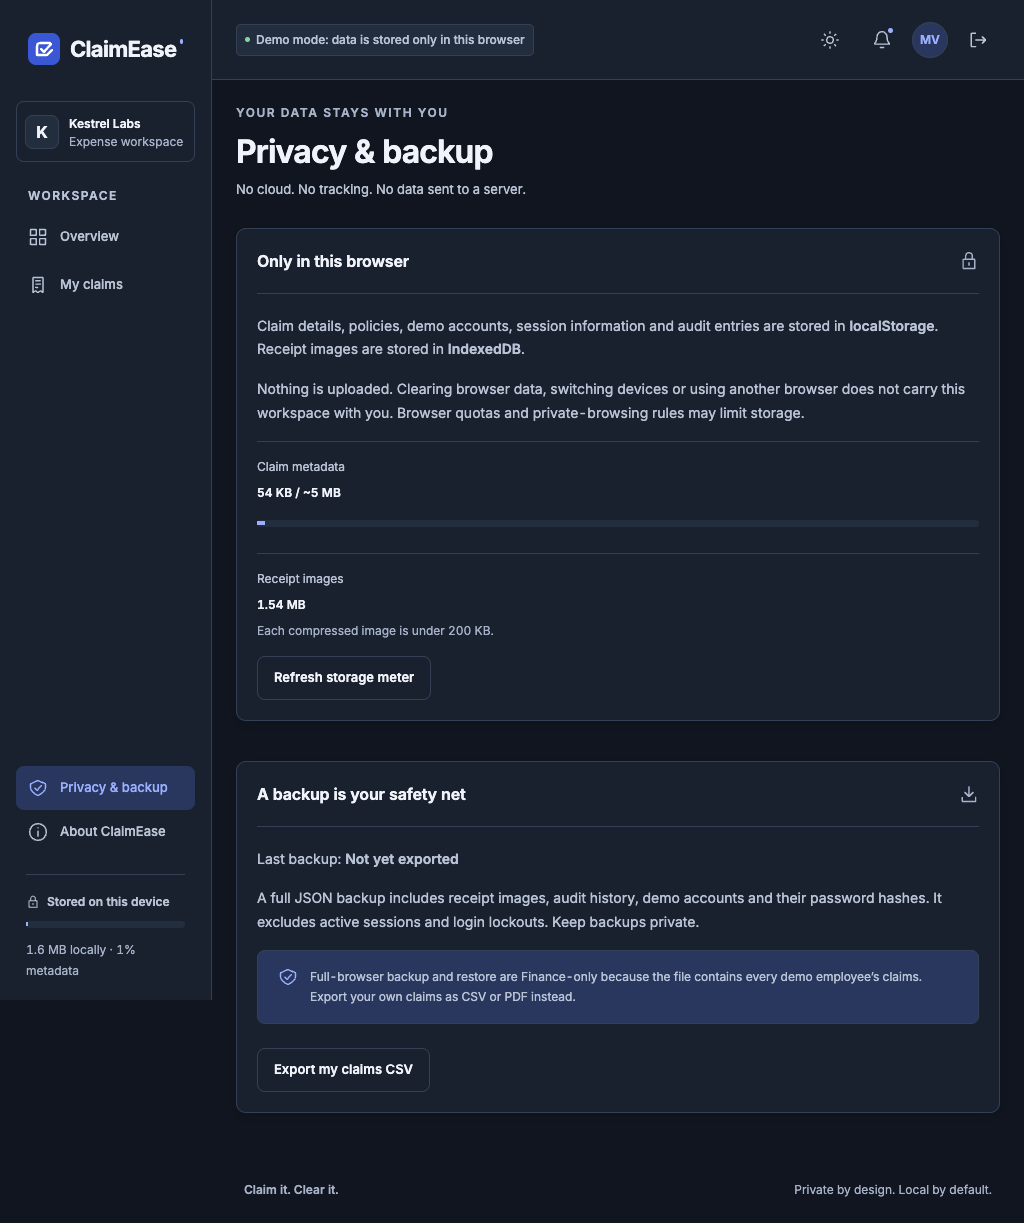 ClaimEase
Demo mode: data is stored only in this browser
MV
K
Kestrel Labs
Expense workspace
WORKSPACE
Overview
My claims
Privacy & backup
About ClaimEase
Stored on this device
1.6 MB locally · 1%
metadata
YOUR DATA STAYS WITH YOU
Privacy & backup
No cloud. No tracking. No data sent to a server.
Only in this browser
Claim details, policies, demo accounts, session information and audit entries are stored in localStorage.
Receipt images are stored in IndexedDB.
Nothing is uploaded. Clearing browser data, switching devices or using another browser does not carry this
workspace with you. Browser quotas and private-browsing rules may limit storage.
Claim metadata
54 KB / ~5 MB
Receipt images
1.54 MB
Each compressed image is under 200 KB.
Refresh storage meter
A backup is your safety net
Last backup: Not yet exported
A full JSON backup includes receipt images, audit history, demo accounts and their password hashes. It
excludes active sessions and login lockouts. Keep backups private.
Full-browser backup and restore are Finance-only because the file contains every demo employee’s claims.
Export your own claims as CSV or PDF instead.
Export my claims CSV
Claim it. Clear it.
Private by design. Local by default.